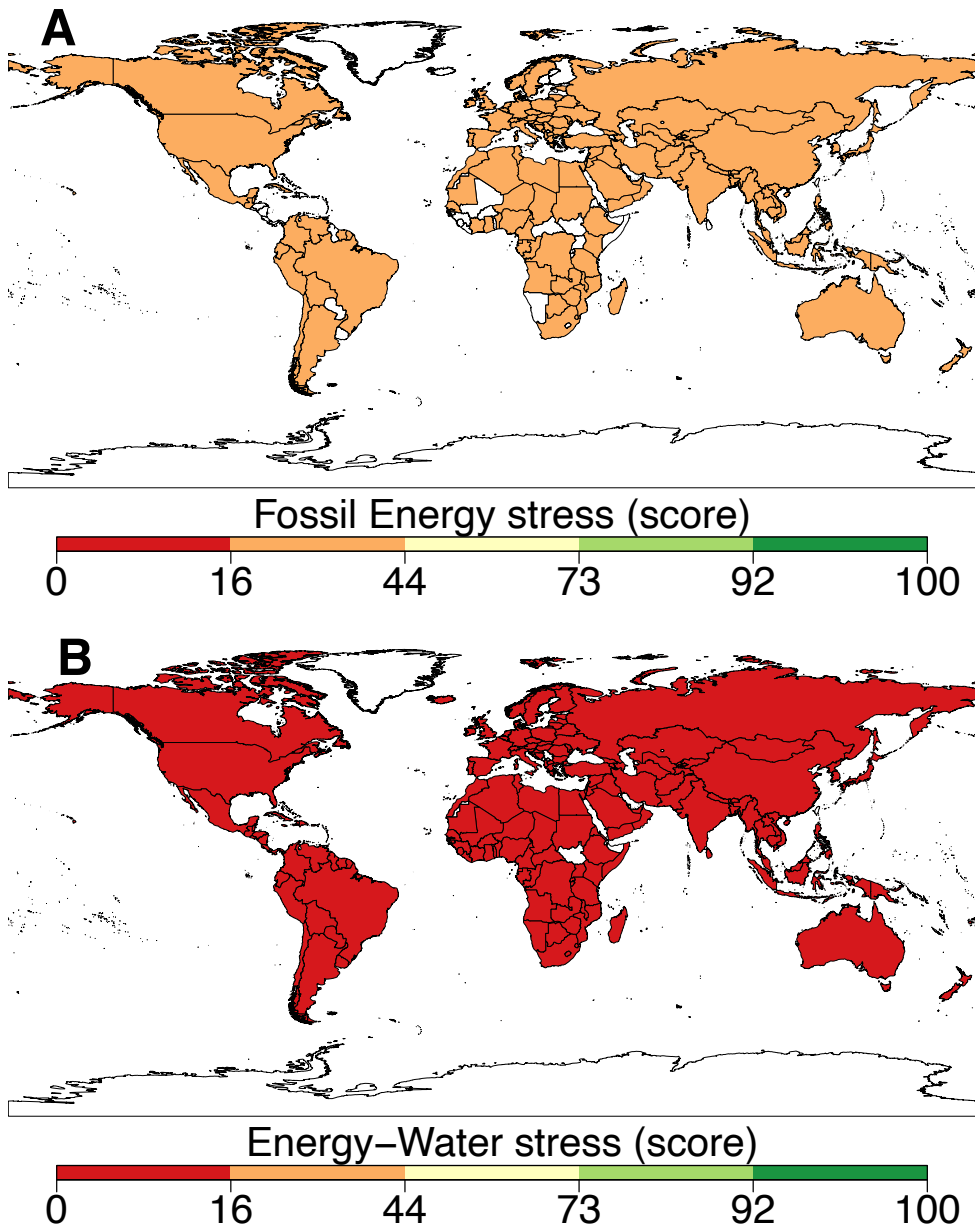 A
Fossil Energy stress (score)
0 16 44 73 92 100
B
Energy−Water stress (score)
0 16 44 73 92 100